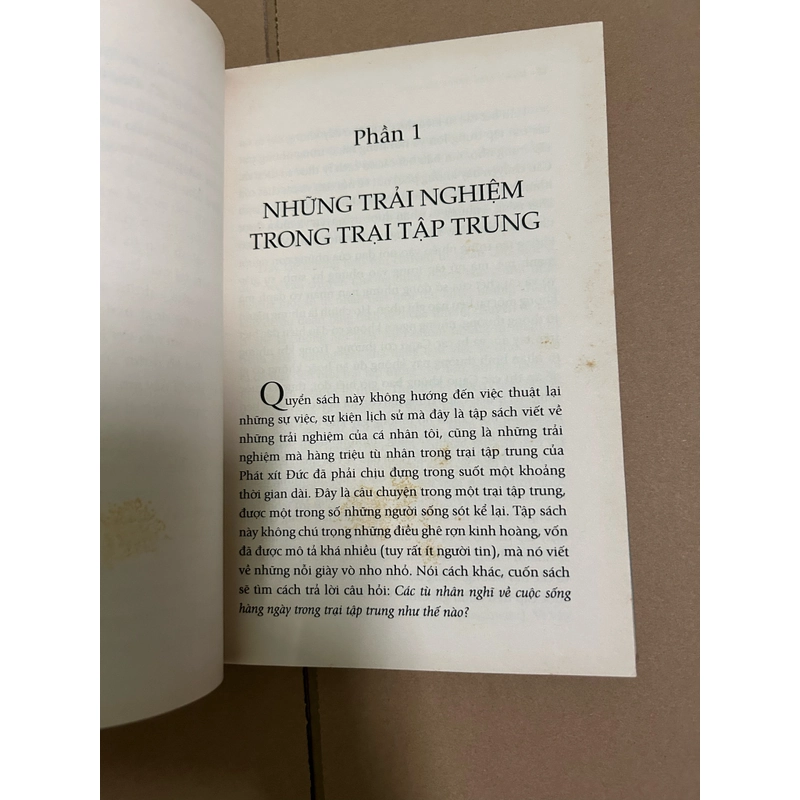 Phần 1
NHỮNG TRẢI NGHIỆM
TRONG TRẠI TẬP TRUNG
Quyển sách này không hướng đến việc thuật lại
những sự việc, sự kiện lịch sử mà đây là tập sách viết về
những trải nghiệm của cá nhân tôi, cũng là những trải
nghiệm mà hàng triệu tù nhân trong trại tập trung của
Phát xít Đức đã phải chịu đựng trong suốt một khoảng
thời gian dài. Đây là câu chuyện trong một trại tập trung,
được một trong số những người sống sót kể lại. Tập sách
này không chú trọng những điều ghê rợn kinh hoàng, vốn
đã được mô tả khá nhiều (tuy rất ít người tin), mà nó viết
về những nỗi giày vò nho nhỏ. Nói cách khác, cuốn sách
sẽ tìm cách trả lời câu hỏi: Các tù nhân nghĩ về cuộc sống
hàng ngày trong trại tập trung như thế nào?